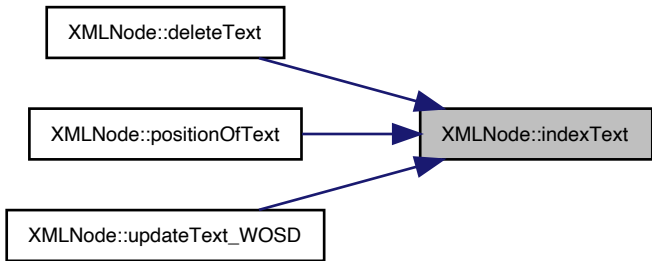 XMLNode::deleteText
XMLNode::positionOfText
XMLNode::indexText
XMLNode::updateText_WOSD